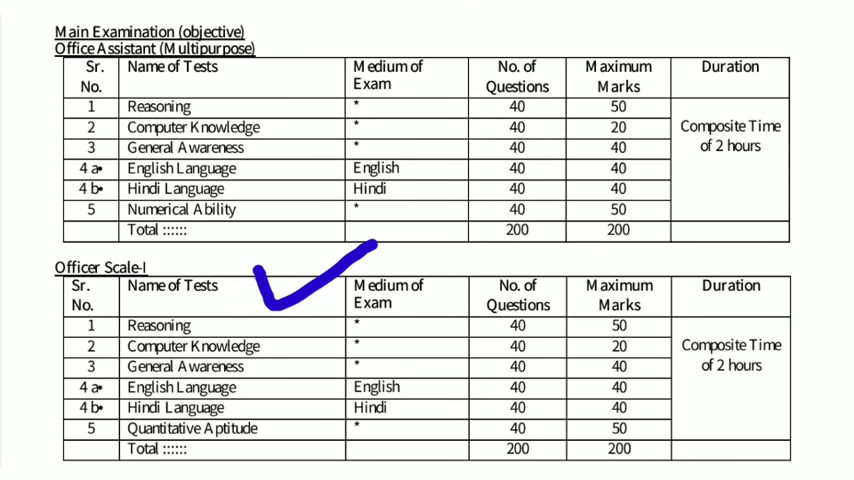 Main Examination (objective)
Office Assistant (Multipurpose)
Sr. No. Name of Tests Medium of Exam No. of Questions Maximum Marks Duration
1 Reasoning * 40 50 Composite Time of 2 hours
2 Computer Knowledge * 40 20
3 General Awareness * 40 40
4 a• English Language English 40 40
4 b• Hindi Language Hindi 40 40
5 Numerical Ability * 40 50
Total :::::: 200 200
Officer Scale-I
Sr. No. Name of Tests Medium of Exam No. of Questions Maximum Marks Duration
1 Reasoning * 40 50 Composite Time of 2 hours
2 Computer Knowledge * 40 20
3 General Awareness * 40 40
4 a• English Language English 40 40
4 b• Hindi Language Hindi 40 40
5 Quantitative Aptitude * 40 50
Total :::::: 200 200